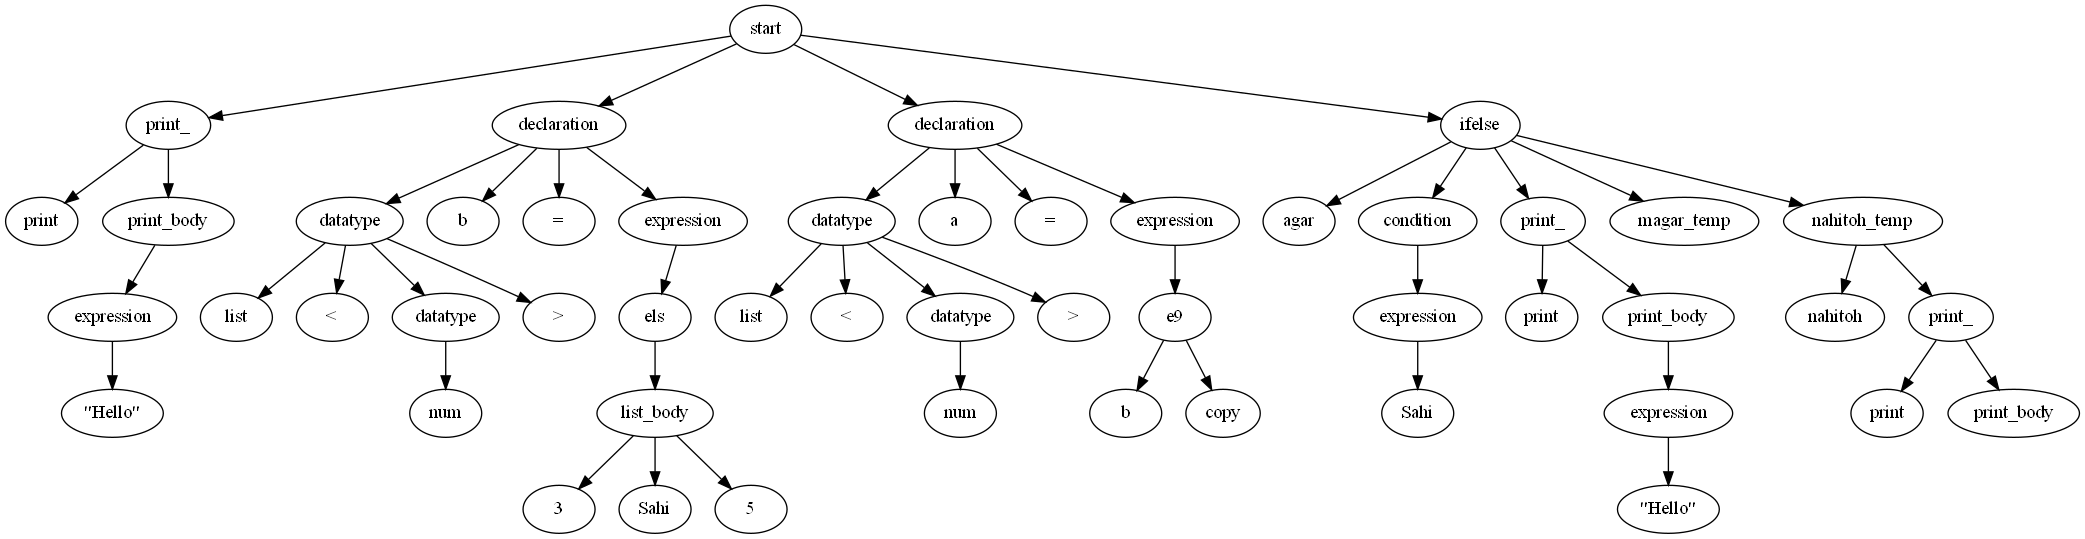 start
print_ declaration declaration ifelse
print print_body datatype b = expression datatype a = expression agar condition print_ magar_temp nahitoh_temp
expression list < datatype > els list < datatype > e9 expression print print_body nahitoh print_
"Hello" num list_body num b copy Sahi expression print print_body
3 Sahi 5 "Hello"